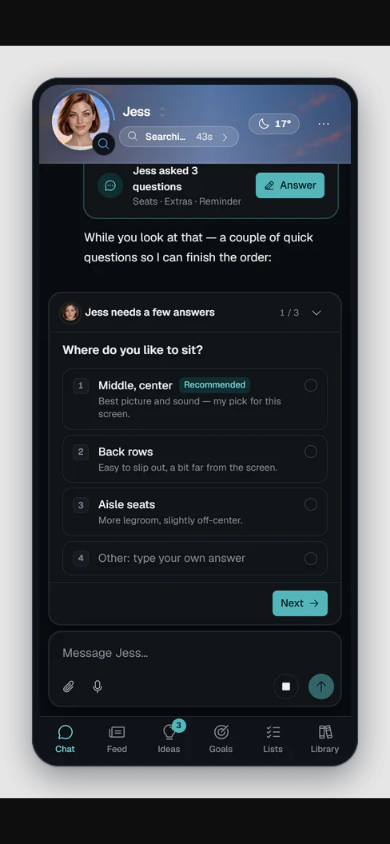 Jess
Searchi... 43s
17°
Jess asked 3
questions
Seats · Extras · Reminder
Answer
While you look at that — a couple of quick
questions so I can finish the order:
Jess needs a few answers
1 / 3
Where do you like to sit?
1 Middle, center Recommended
Best picture and sound — my pick for this
screen.
2 Back rows
Easy to slip out, a bit far from the screen.
3 Aisle seats
More legroom, slightly off-center.
4 Other: type your own answer
Next →
Message Jess...
3
Chat Feed Ideas Goals Lists Library